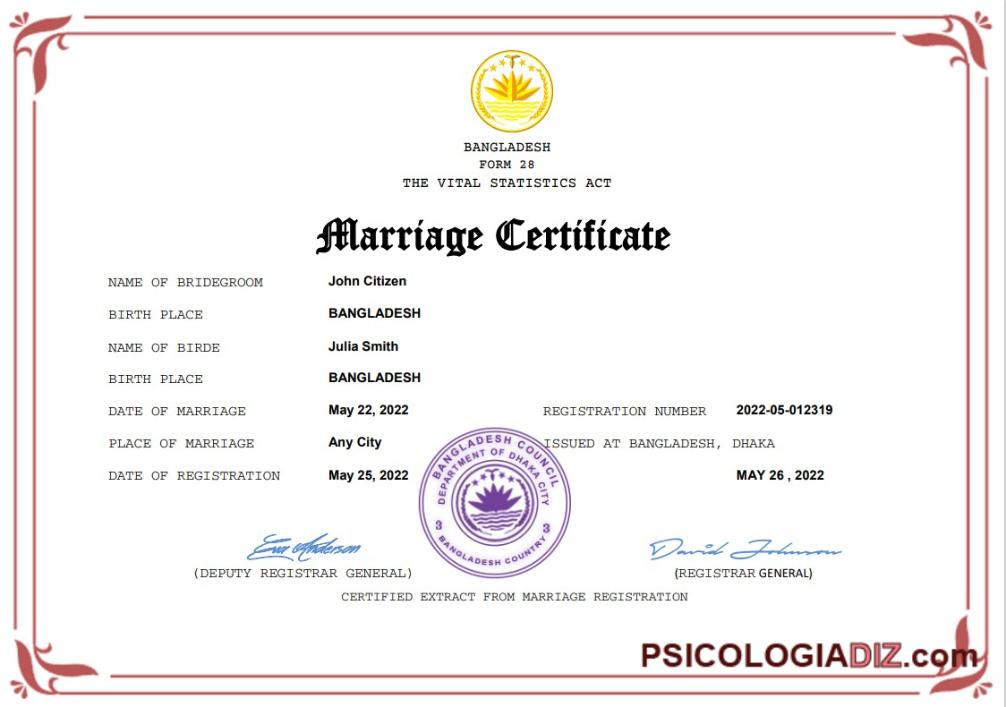 BANGLADESH
FORM 28
THE VITAL STATISTICS ACT
Marriage Certificate
NAME OF BRIDEGROOM John Citizen
BIRTH PLACE BANGLADESH
NAME OF BIRDE Julia Smith
BIRTH PLACE BANGLADESH
DATE OF MARRIAGE May 22, 2022 REGISTRATION NUMBER 2022-05-012319
PLACE OF MARRIAGE Any City ISSUED AT BANGLADESH, DHAKA
DATE OF REGISTRATION May 25, 2022 MAY 26 , 2022
BANGLADESH COUNCIL
DEPARTMENT OF DHAKA CITY
3 3
BANGLADESH COUNTRY
Eva Anderson David Johnson
(DEPUTY REGISTRAR GENERAL) (REGISTRAR GENERAL)
CERTIFIED EXTRACT FROM MARRIAGE REGISTRATION
PSICOLOGIADIZ.com